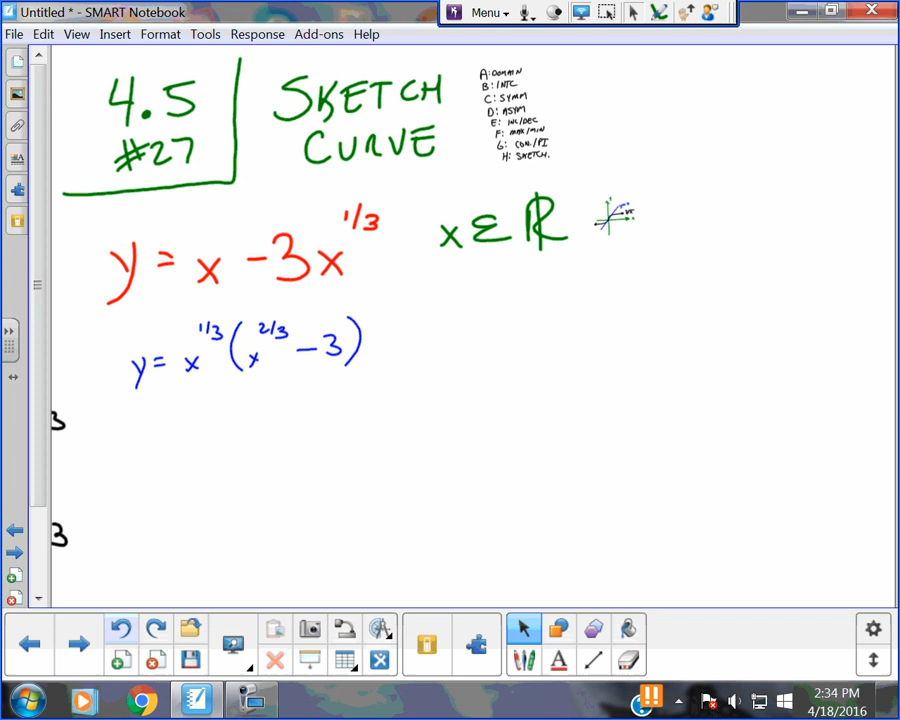 Untitled * - SMART Notebook
Menu
File Edit View Insert Format Tools Response Add-ons Help
4.5
#27
SKETCH
CURVE
A: DOMAIN
B: INTC
C: SYMM
D: ASYM
E: INC/DEC
F: MAX/MIN
G: CON./PI
H: SKETCH.
y = x - 3x^1/3
x ∈ ℝ
y = x^1/3 (x^2/3 - 3)
3
3
2:34 PM
4/18/2016